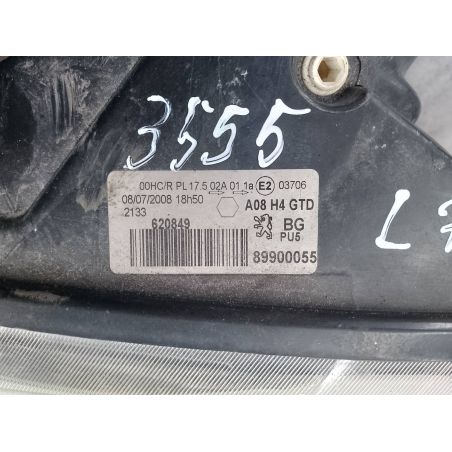 3555
00HC/R PL 17.5 02A 01 1a E2 03706
08/07/2008 18h50 A08 H4 GTD
2133 BG
620849 PU5
89900055
L